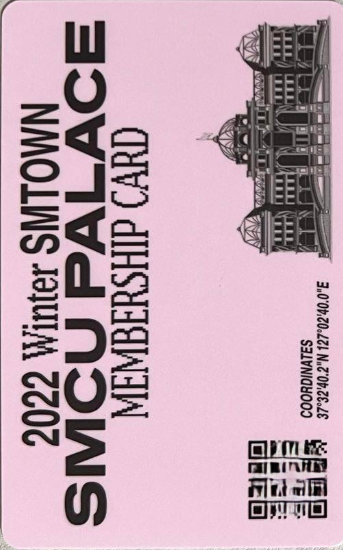 2022 Winter SMTOWN
SMCU PALACE
MEMBERSHIP CARD
COORDINATES
37°32'40.2"N 127°02'40.0"E